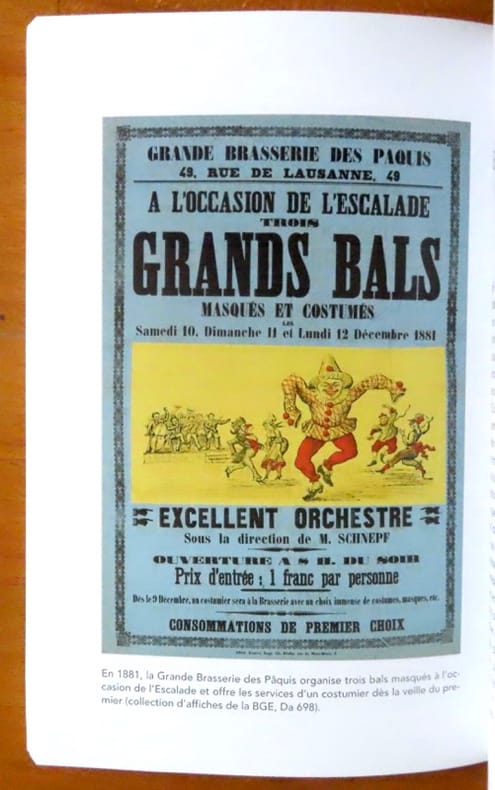 GRANDE BRASSERIE DES PAQUIS
49, RUE DE LAUSANNE, 49
A L'OCCASION DE L'ESCALADE
TROIS
GRANDS BALS
MASQUÉS ET COSTUMÉS
LES
Samedi 10, Dimanche 11 et Lundi 12 Décembre 1881
EXCELLENT ORCHESTRE
Sous la direction de M. SCHNEPF
OUVERTURE A 8 H. DU SOIR
Prix d'entrée : 1 franc par personne
Dès le 9 Décembre, un costumier sera à la Brasserie avec un choix immense de costumes, masques, etc.
CONSOMMATIONS DE PREMIER CHOIX
En 1881, la Grande Brasserie des Pâquis organise trois bals masqués à l'oc-
casion de l'Escalade et offre les services d'un costumier dès la veille du pre-
mier (collection d'affiches de la BGE, Da 698).